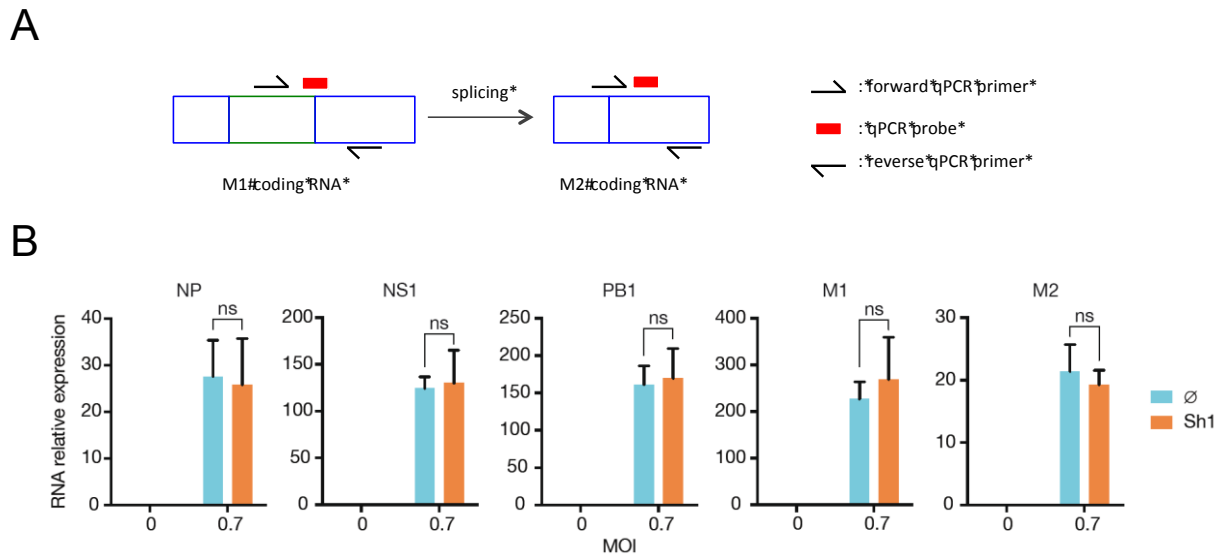 A
splicing*
:*forward*qPCR*primer*
:*qPCR*probe*
:*reverse*qPCR*primer*
M1#coding*RNA*
M2#coding*RNA*
B
NP
NS1
PB1
M1
M2
RNA relative expression
40
30
20
10
0
ns
0
0.7
200
150
100
50
0
ns
0
0.7
250
200
150
100
50
0
ns
0
0.7
400
300
200
100
0
ns
0
0.7
30
20
10
0
ns
0
0.7
MOI
∅
Sh1